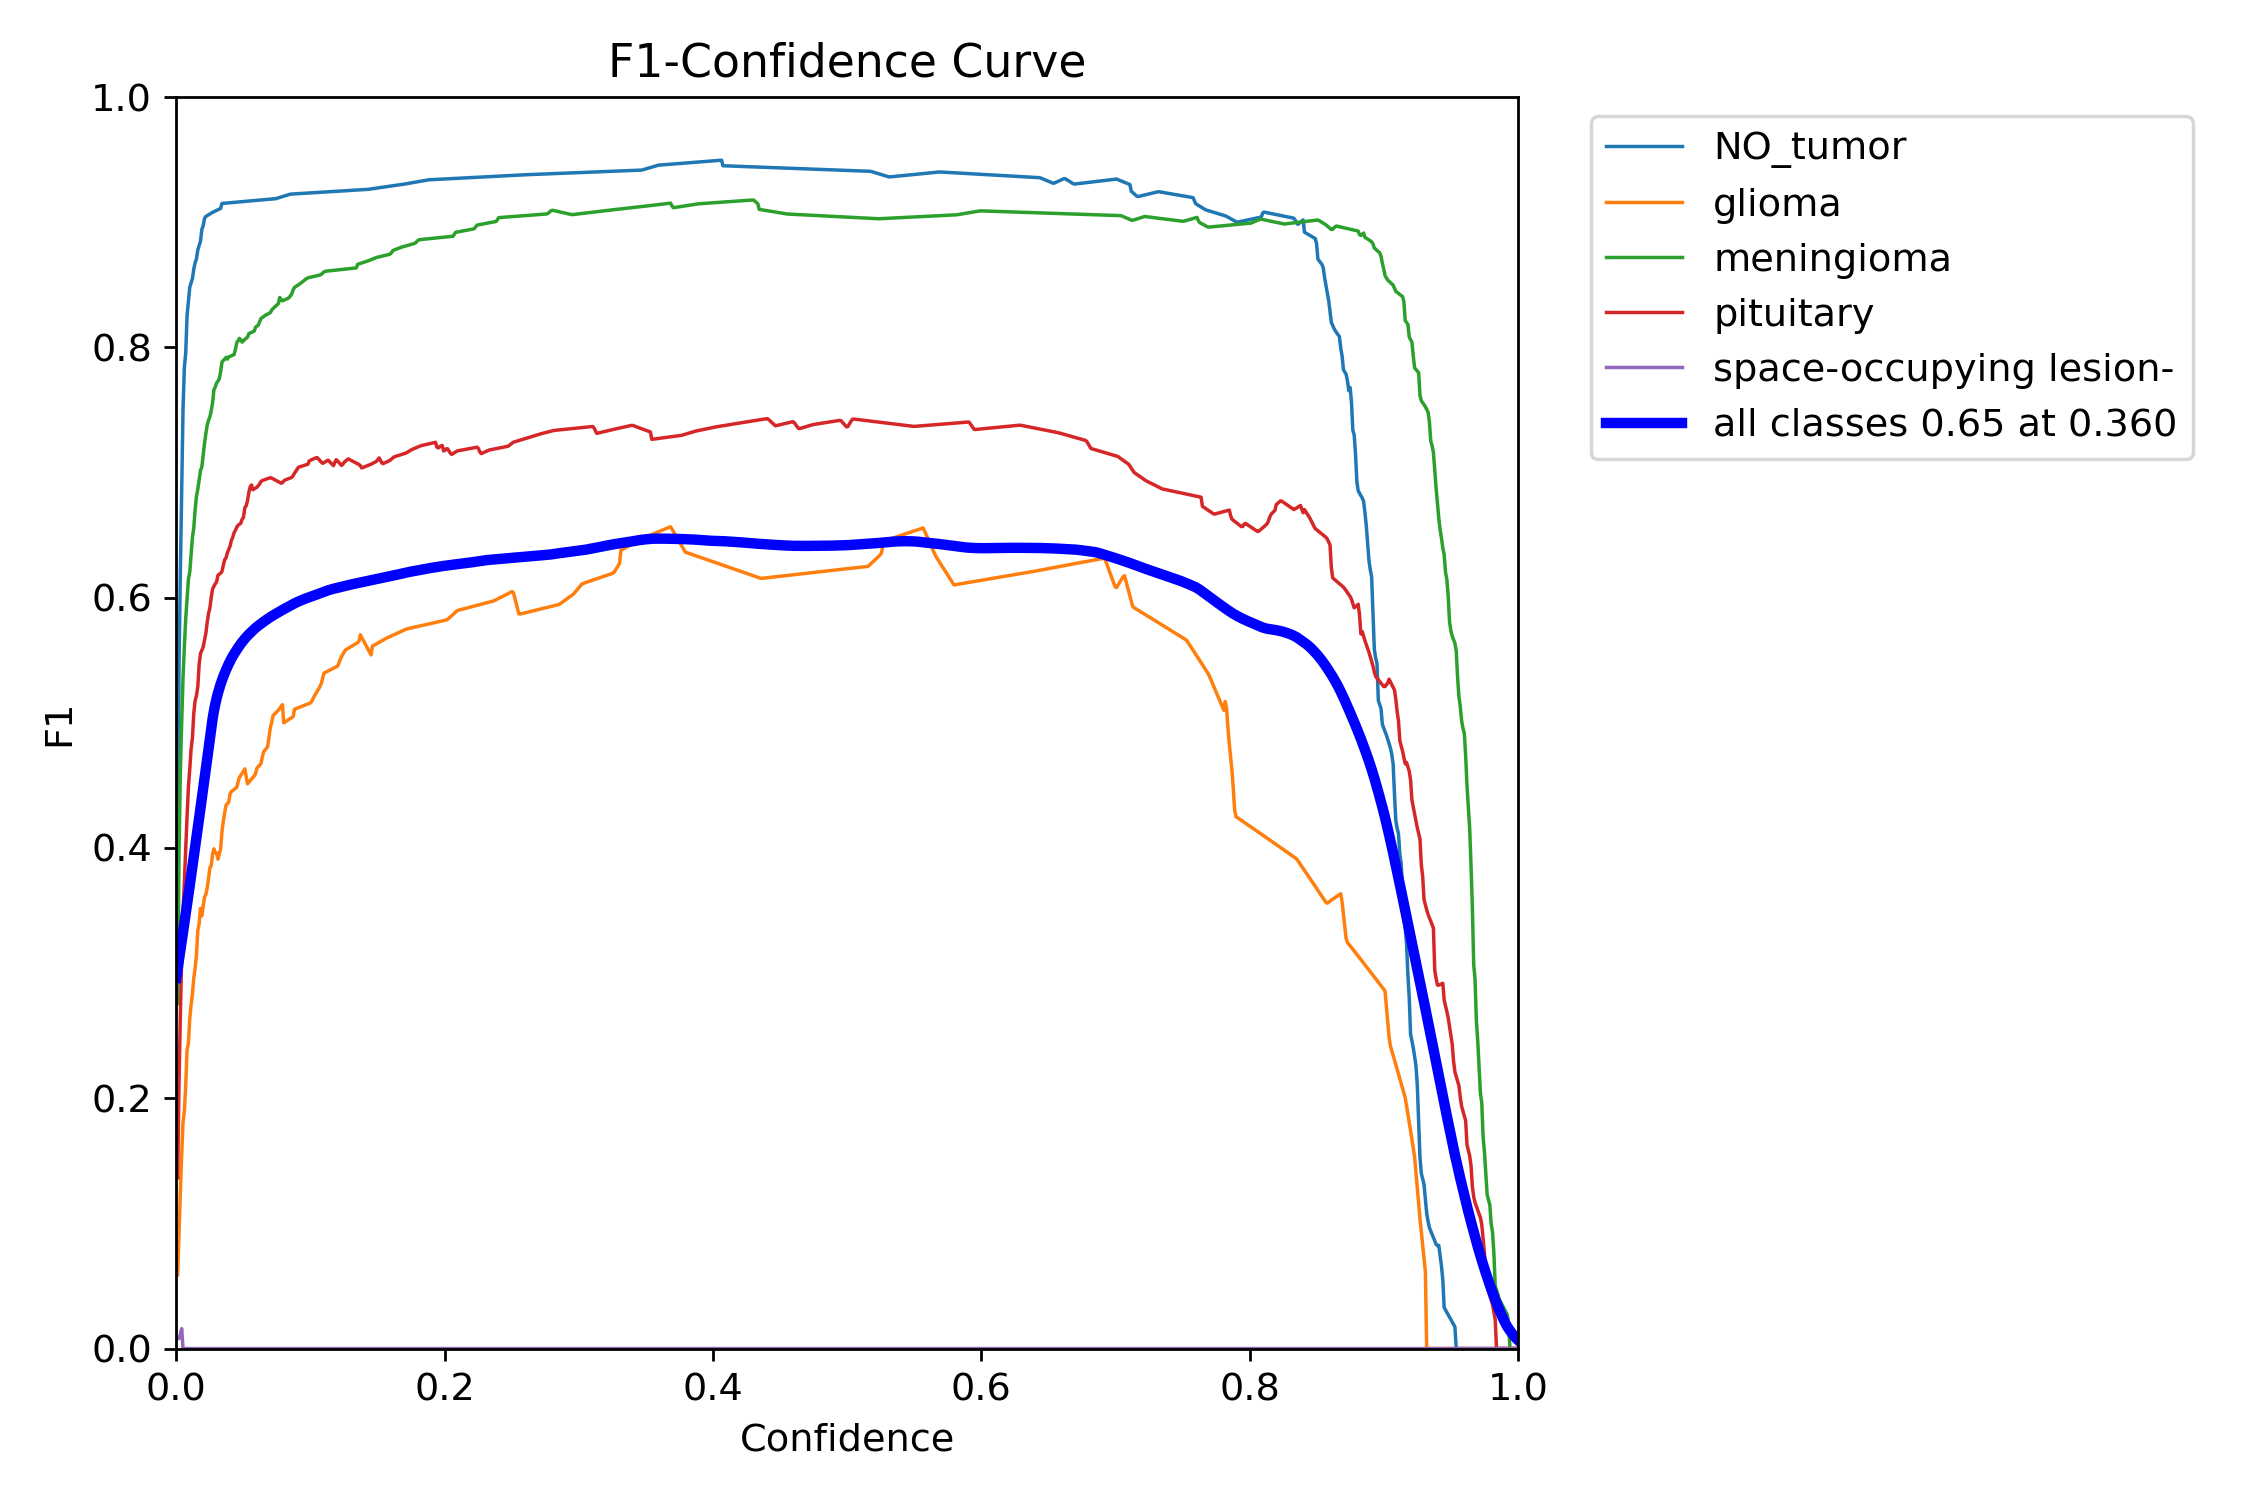 F1-Confidence Curve
1.0
0.8
0.6
0.4
0.2
0.0
F1
0.0 0.2 0.4 0.6 0.8 1.0
Confidence
NO_tumor
glioma
meningioma
pituitary
space-occupying lesion-
all classes 0.65 at 0.360